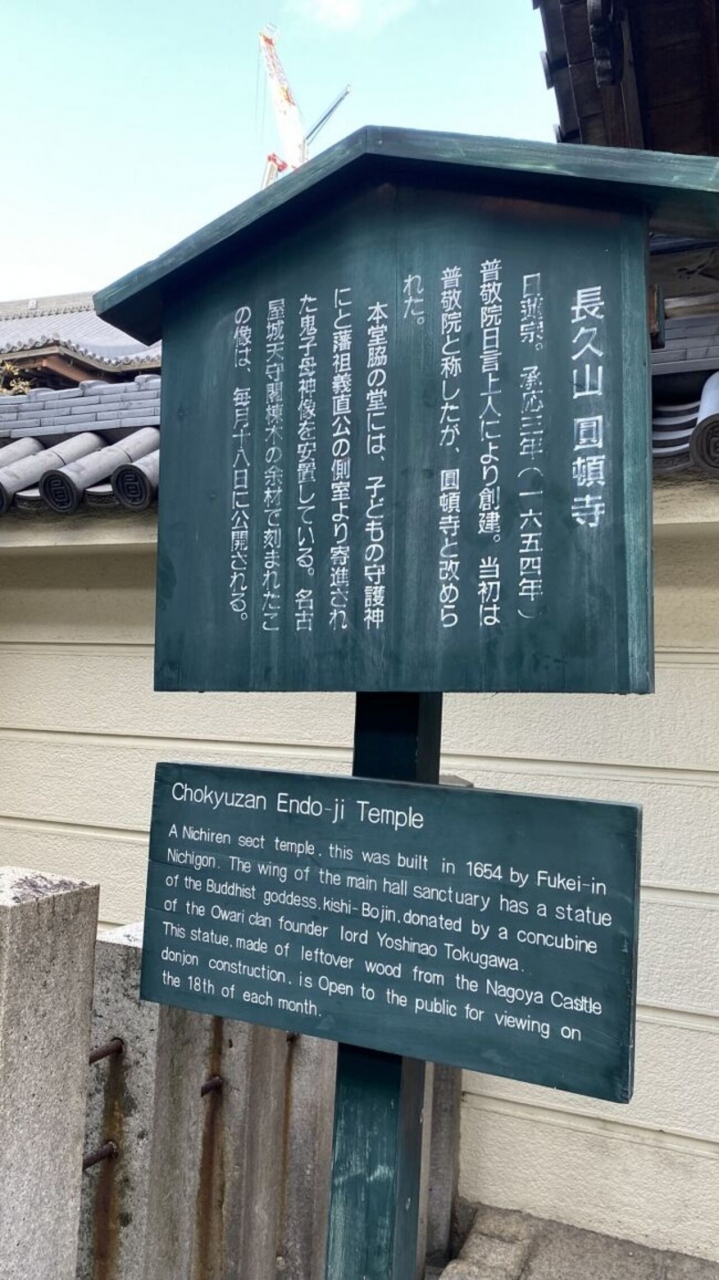 長久山 圓頓寺
日蓮宗。承応三年(一六五四年)
普敬院日言上人により創建。当初は
普敬院と称したが、圓頓寺と改めら
れた。
本堂脇の堂には、子どもの守護神
にと藩祖義直公の側室より寄進され
た鬼子母神像を安置している。名古
屋城天守閣棟木の余材で刻まれたこ
の像は、毎月十八日に公開される。
Chokyuzan Endo-ji Temple
A Nichiren sect temple, this was built in 1654 by Fukei-in
Nichigon. The wing of the main hall sanctuary has a statue
of the Buddhist goddess, kishi-Bojin, donated by a concubine
of the Owari clan founder lord Yoshinao Tokugawa.
This statue, made of leftover wood from the Nagoya Castle
donjon construction, is Open to the public for viewing on
the 18th of each month.